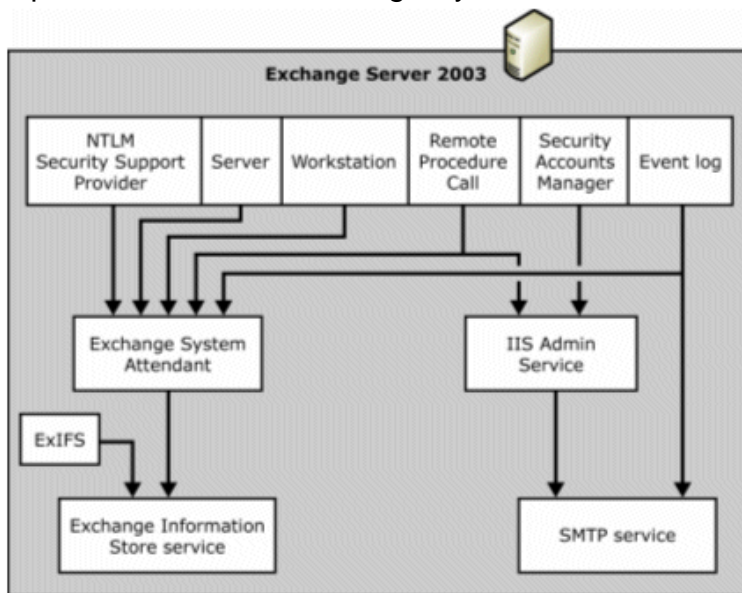 Exchange Server 2003
NTLM
Security Support
Provider
Server
Workstation
Remote
Procedure
Call
Security
Accounts
Manager
Event log
Exchange System
Attendant
IIS Admin
Service
ExIFS
Exchange Information
Store service
SMTP service